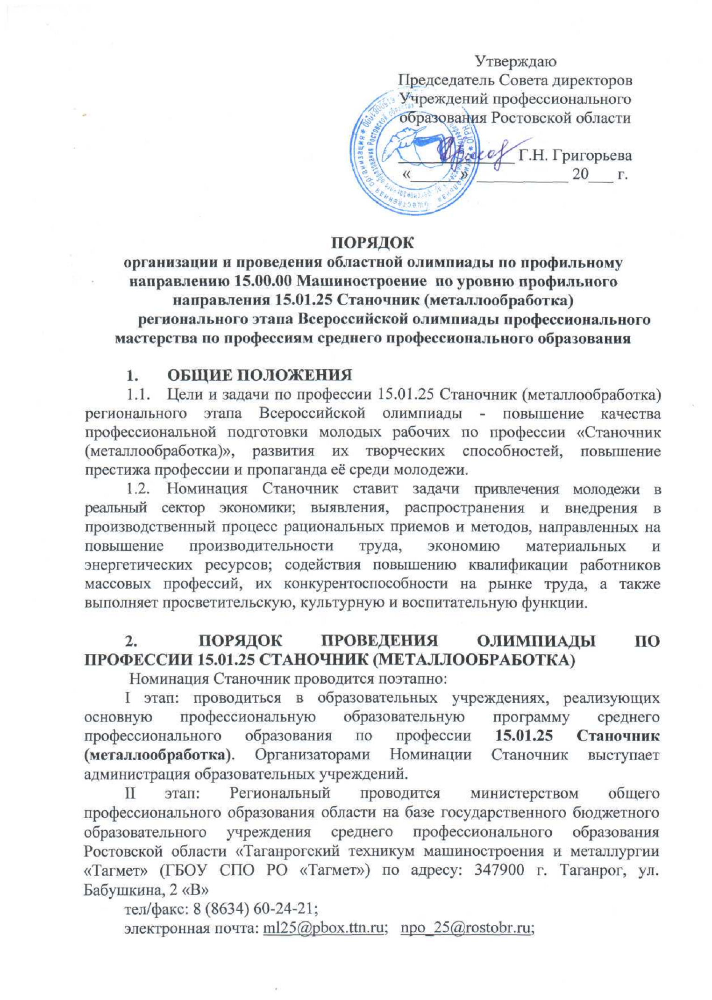 Утверждаю
Председатель Совета директоров
Учреждений профессионального
образования Ростовской области
______________ Г.Н. Григорьева
«______» ___________ 20___ г.
ПОРЯДОК
организации и проведения областной олимпиады по профильному
направлению 15.00.00 Машиностроение по уровню профильного
направления 15.01.25 Станочник (металлообработка)
регионального этапа Всероссийской олимпиады профессионального
мастерства по профессиям среднего профессионального образования
1. ОБЩИЕ ПОЛОЖЕНИЯ
1.1. Цели и задачи по профессии 15.01.25 Станочник (металлообработка)
регионального этапа Всероссийской олимпиады - повышение качества
профессиональной подготовки молодых рабочих по профессии «Станочник
(металлообработка)», развития их творческих способностей, повышение
престижа профессии и пропаганда её среди молодежи.
1.2. Номинация Станочник ставит задачи привлечения молодежи в
реальный сектор экономики; выявления, распространения и внедрения в
производственный процесс рациональных приемов и методов, направленных на
повышение производительности труда, экономию материальных и
энергетических ресурсов; содействия повышению квалификации работников
массовых профессий, их конкурентоспособности на рынке труда, а также
выполняет просветительскую, культурную и воспитательную функции.
2. ПОРЯДОК ПРОВЕДЕНИЯ ОЛИМПИАДЫ ПО
ПРОФЕССИИ 15.01.25 СТАНОЧНИК (МЕТАЛЛООБРАБОТКА)
Номинация Станочник проводится поэтапно:
I этап: проводиться в образовательных учреждениях, реализующих
основную профессиональную образовательную программу среднего
профессионального образования по профессии 15.01.25 Станочник
(металлообработка). Организаторами Номинации Станочник выступает
администрация образовательных учреждений.
II этап: Региональный проводится министерством общего
профессионального образования области на базе государственного бюджетного
образовательного учреждения среднего профессионального образования
Ростовской области «Таганрогский техникум машиностроения и металлургии
«Тагмет» (ГБОУ СПО РО «Тагмет») по адресу: 347900 г. Таганрог, ул.
Бабушкина, 2 «В»
тел/факс: 8 (8634) 60-24-21;
электронная почта: ml25@pbox.ttn.ru; npo_25@rostobr.ru;